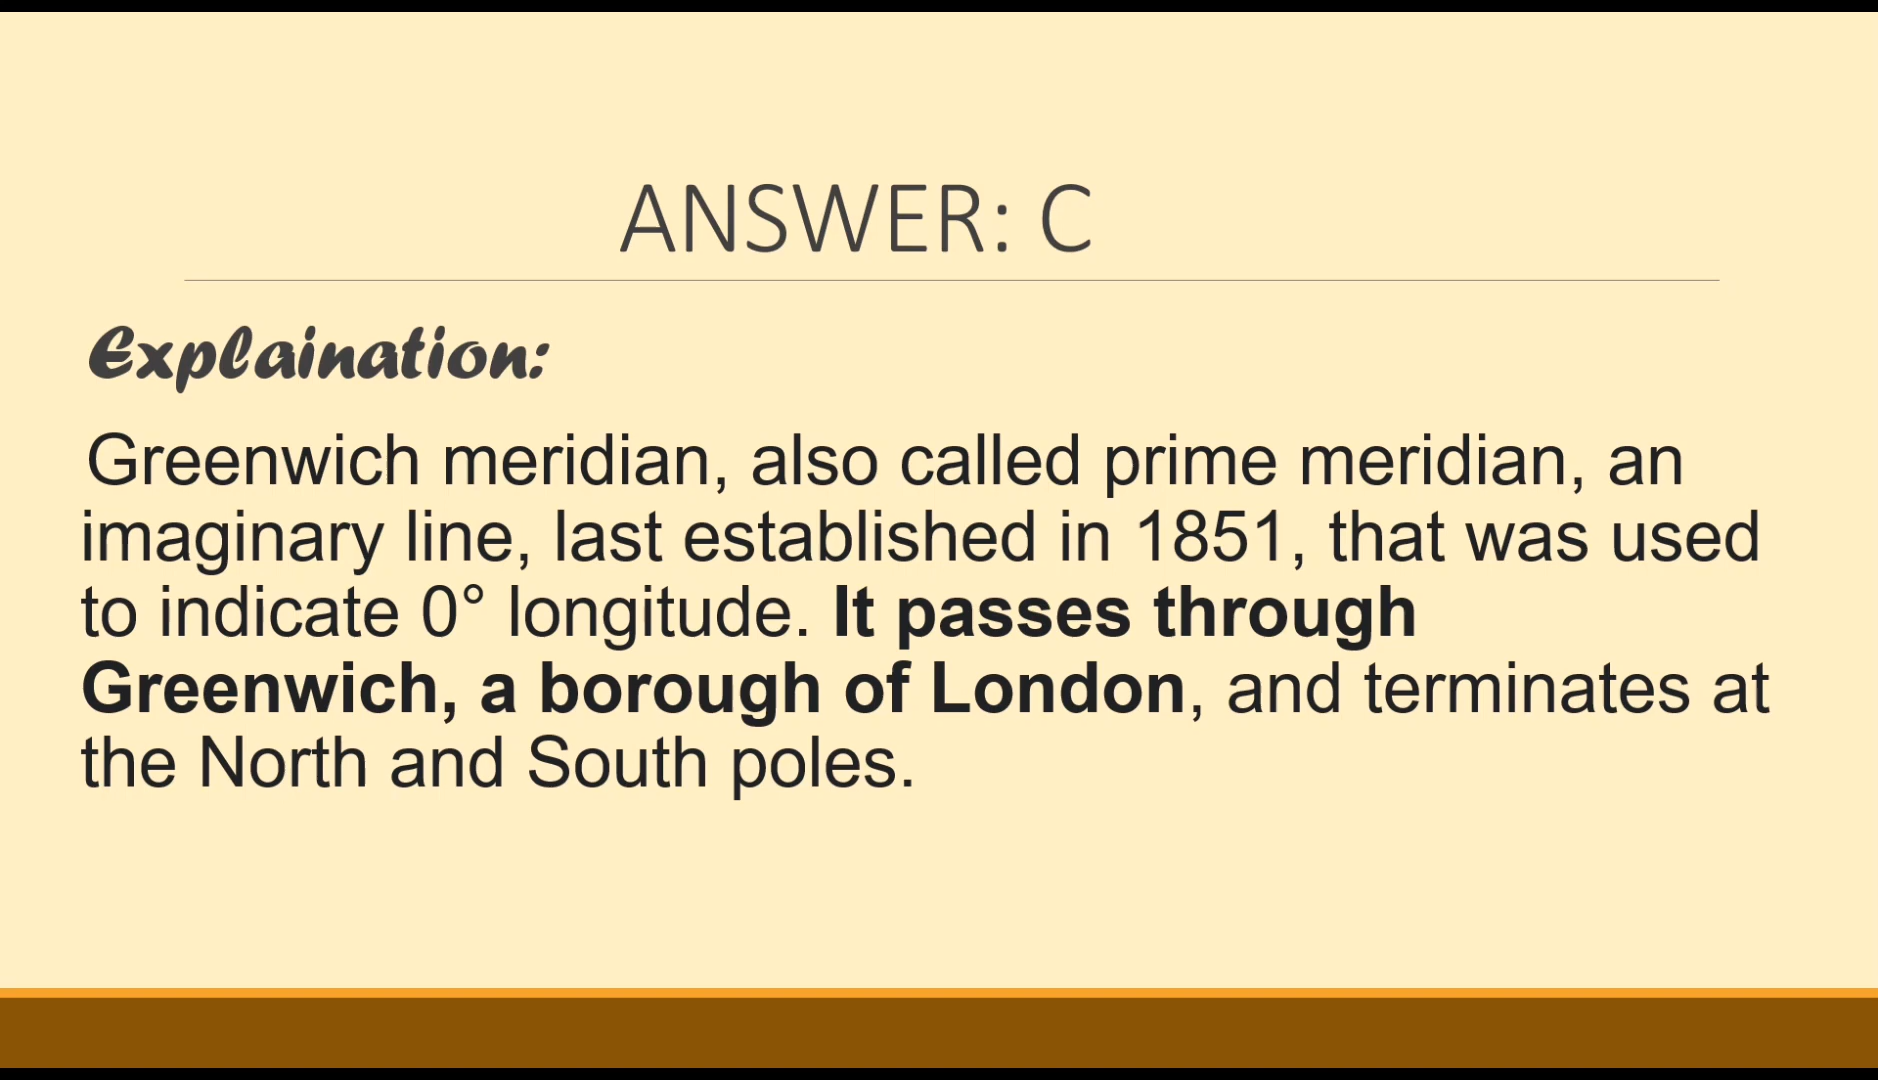 ANSWER: C
Explaination:
Greenwich meridian, also called prime meridian, an
imaginary line, last established in 1851, that was used
to indicate 0° longitude. It passes through
Greenwich, a borough of London, and terminates at
the North and South poles.